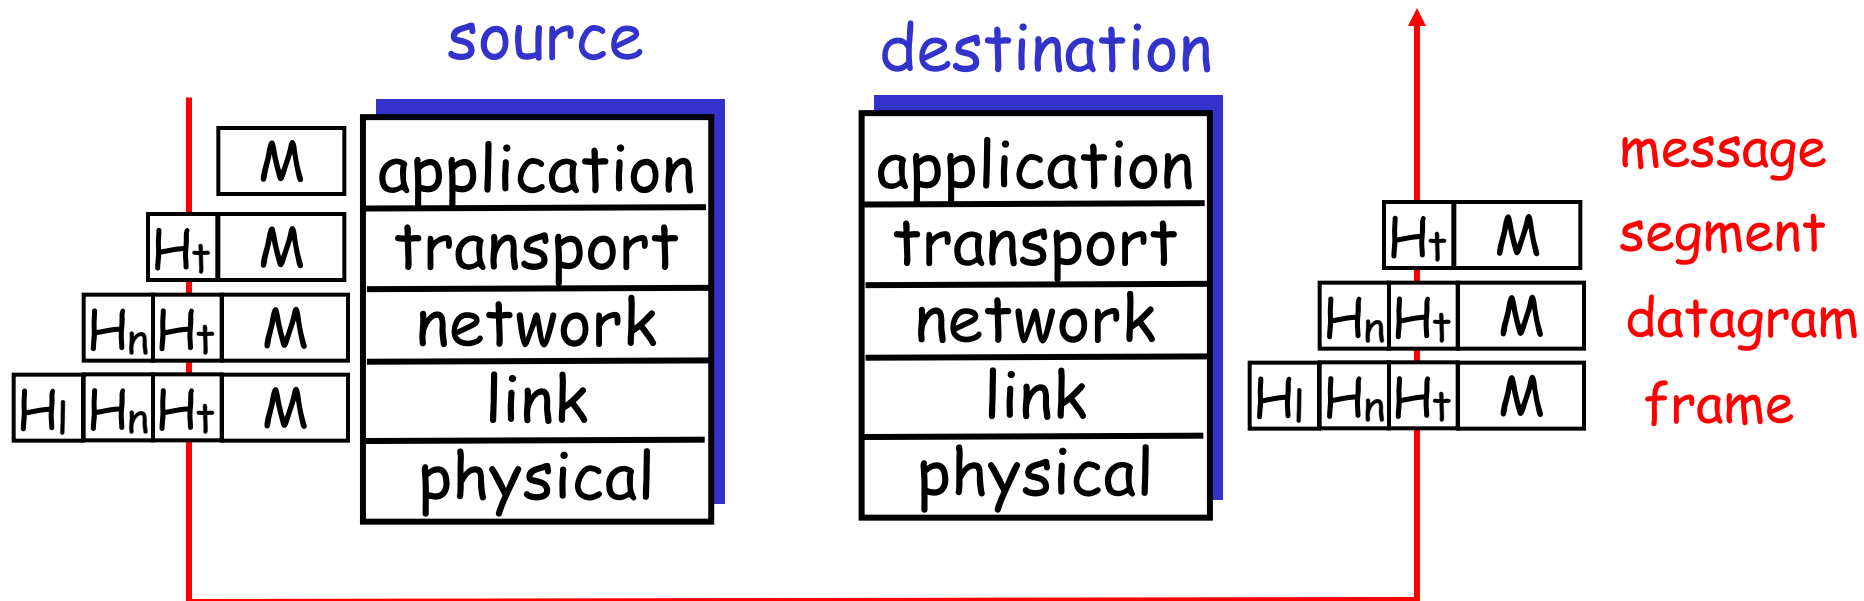 source
destination
M
application
application
message
Ht M
transport
transport
Ht M
segment
Hn Ht M
network
network
Hn Ht M
datagram
Hl Hn Ht M
link
link
Hl Hn Ht M
frame
physical
physical